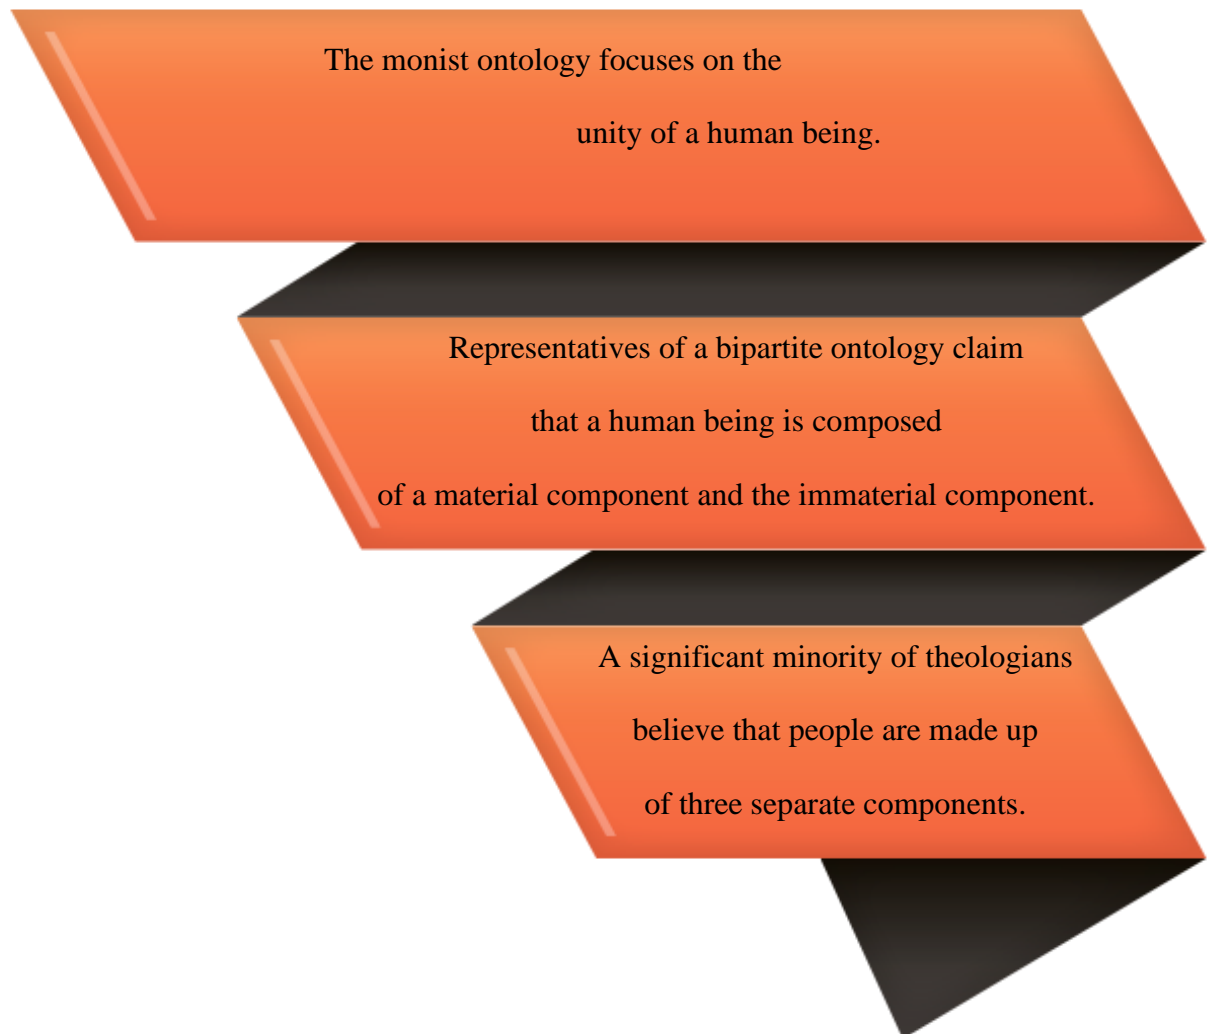 The monist ontology focuses on the
unity of a human being.
Representatives of a bipartite ontology claim
that a human being is composed
of a material component and the immaterial component.
A significant minority of theologians
believe that people are made up
of three separate components.